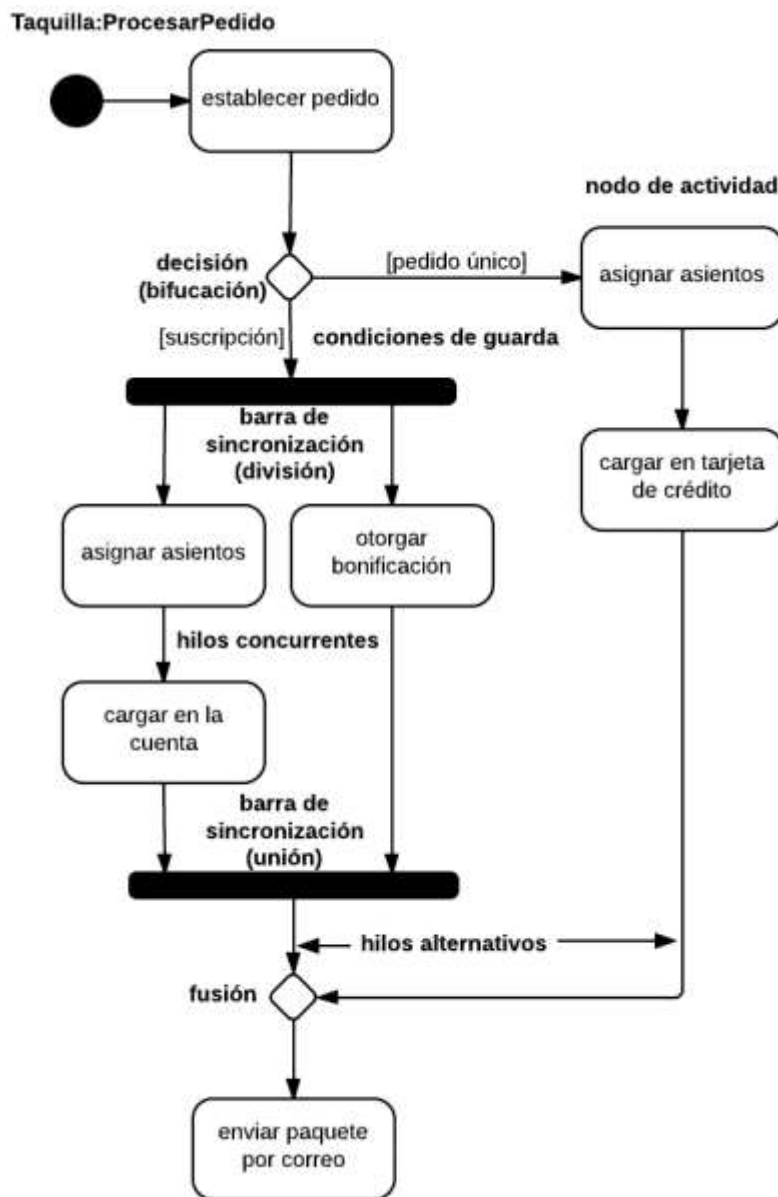 Taquilla:ProcesarPedido
establecer pedido
nodo de actividad
decisión
(bifucación)
[pedido único]
asignar asientos
[suscripción]
condiciones de guarda
barra de
sincronización
(división)
cargar en tarjeta
de crédito
asignar asientos
otorgar
bonificación
hilos concurrentes
cargar en la
cuenta
barra de
sincronización
(unión)
hilos alternativos
fusión
enviar paquete
por correo